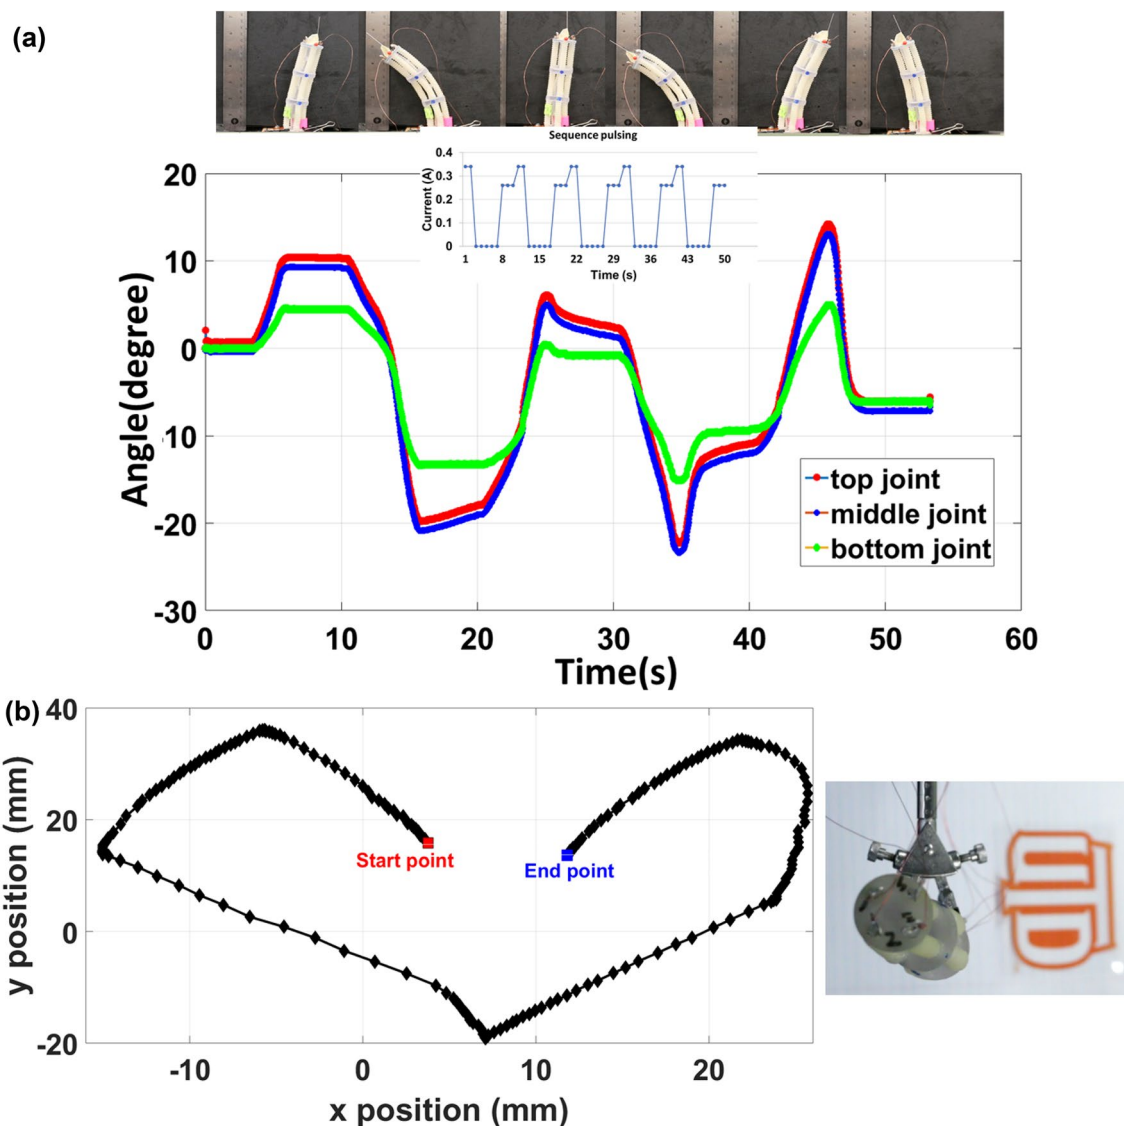 (a)
Sequence pulsing
0.4
0.3
0.2
0.1
0
Current (A)
1 8 15 22 29 36 43 50
Time (s)
20
10
0
-10
-20
-30
Angle(degree)
top joint
middle joint
bottom joint
0 10 20 30 40 50 60
Time(s)
(b)
40
20
0
-20
y position (mm)
Start point
End point
-10 0 10 20
x position (mm)
UTD